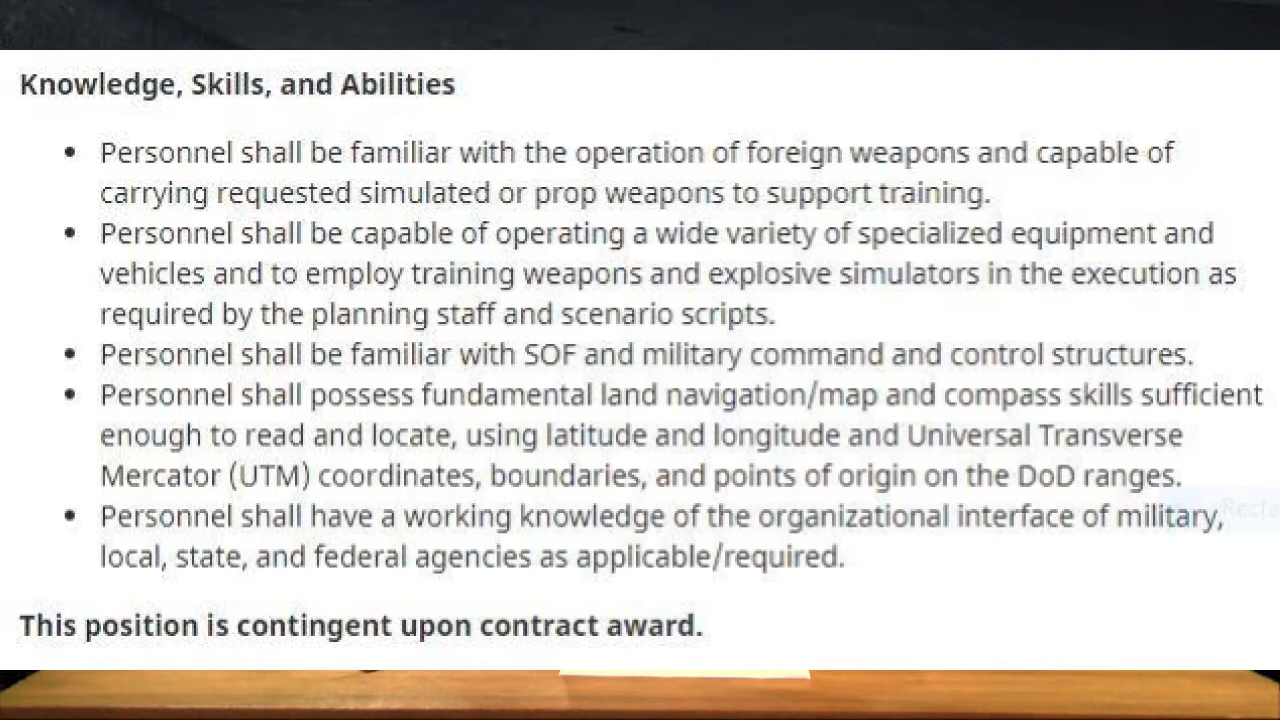 Knowledge, Skills, and Abilities
• Personnel shall be familiar with the operation of foreign weapons and capable of
carrying requested simulated or prop weapons to support training.
• Personnel shall be capable of operating a wide variety of specialized equipment and
vehicles and to employ training weapons and explosive simulators in the execution as
required by the planning staff and scenario scripts.
• Personnel shall be familiar with SOF and military command and control structures.
• Personnel shall possess fundamental land navigation/map and compass skills sufficient
enough to read and locate, using latitude and longitude and Universal Transverse
Mercator (UTM) coordinates, boundaries, and points of origin on the DoD ranges.
• Personnel shall have a working knowledge of the organizational interface of military,
local, state, and federal agencies as applicable/required.
This position is contingent upon contract award.